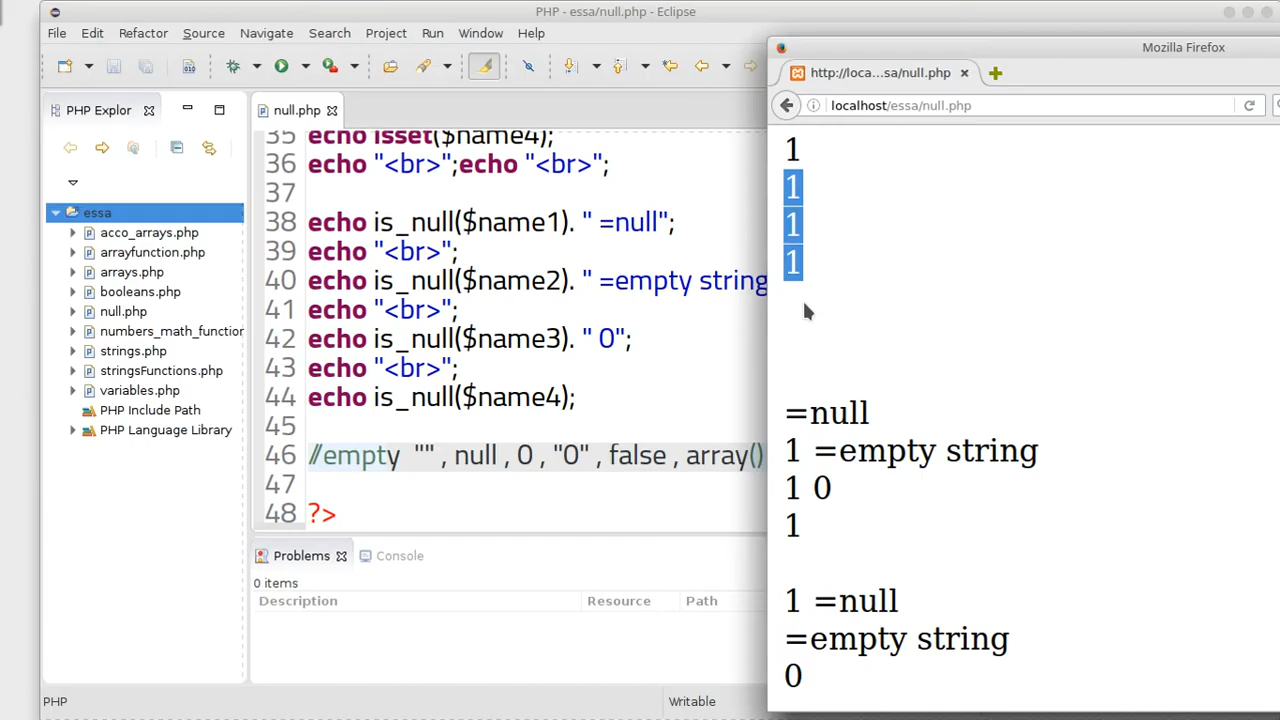 PHP - essa/null.php - Eclipse
File Edit Refactor Source Navigate Search Project Run Window Help
PHP Explor
essa
acco_arrays.php
arrayfunction.php
arrays.php
booleans.php
null.php
numbers_math_function
strings.php
stringsFunctions.php
variables.php
PHP Include Path
PHP Language Library
null.php
35 echo isset($name4);
36 echo "<br>";echo "<br>";
37
38 echo is_null($name1). " =null";
39 echo "<br>";
40 echo is_null($name2). " =empty string
41 echo "<br>";
42 echo is_null($name3). " 0";
43 echo "<br>";
44 echo is_null($name4);
45
46 //empty "" , null , 0 , "0" , false , array()
47
48 ?>
Problems Console
0 items
Description Resource Path
PHP Writable
Mozilla Firefox
http://loca...sa/null.php
localhost/essa/null.php
1
1
1
1
=null
1 =empty string
1 0
1
1 =null
=empty string
0